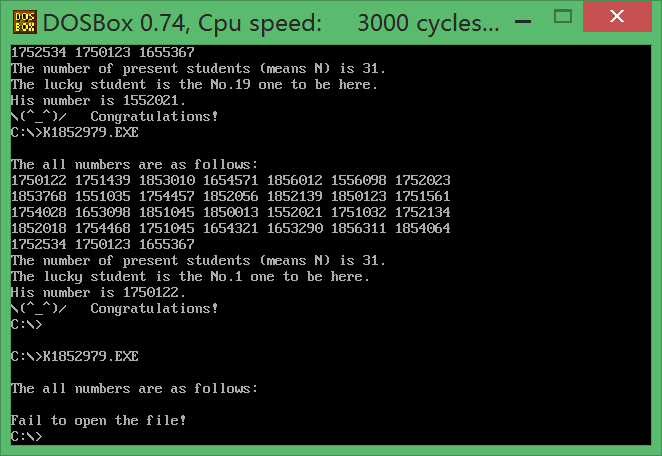 DOS
BOX
DOSBox 0.74, Cpu speed: 3000 cycles...
1752534 1750123 1655367
The number of present students (means N) is 31.
The lucky student is the No.19 one to be here.
His number is 1552021.
\(^_^)/ Congratulations!
C:\>K1852979.EXE
The all numbers are as follows:
1750122 1751439 1853010 1654571 1856012 1556098 1752023
1853768 1551035 1754457 1852056 1852139 1850123 1751561
1754028 1653098 1851045 1850013 1552021 1751032 1752134
1852018 1754468 1751045 1654321 1653290 1856311 1854064
1752534 1750123 1655367
The number of present students (means N) is 31.
The lucky student is the No.1 one to be here.
His number is 1750122.
\(^_^)/ Congratulations!
C:\>
C:\>K1852979.EXE
The all numbers are as follows:
Fail to open the file!
C:\>